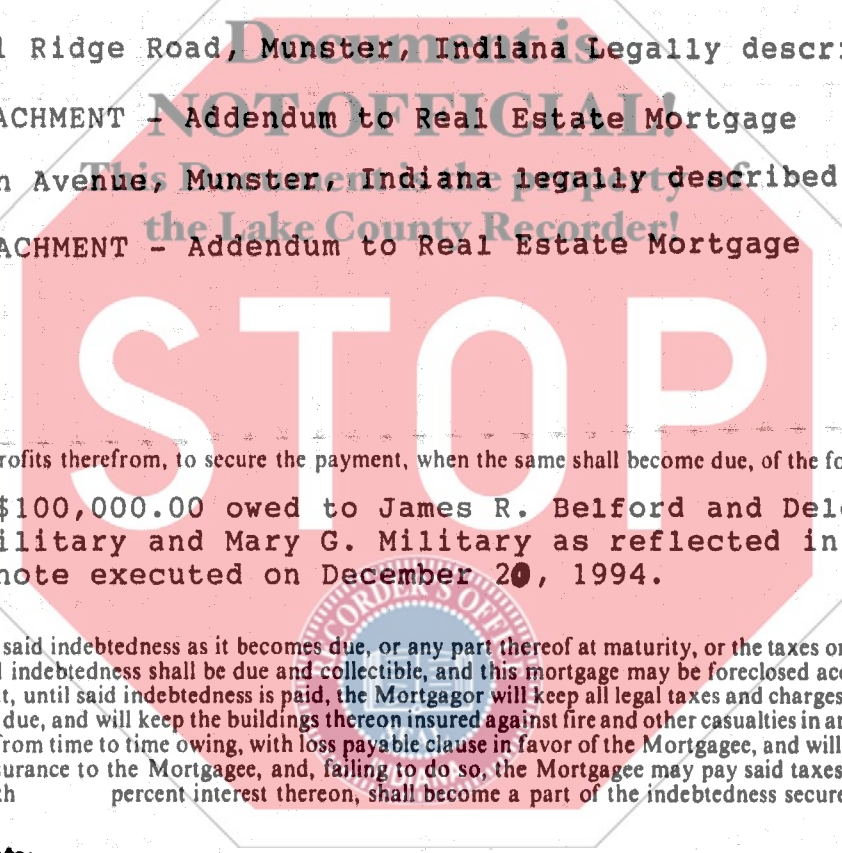 Document is
l Ridge Road, Munster, Indiana Legally descr
NOT OFFICIAL!
ACHMENT - Addendum to Real Estate Mortgage
This Document is the property of
n Avenue, Munster, Indiana legally described
the Lake County Recorder!
ACHMENT - Addendum to Real Estate Mortgage
STOP
rofits therefrom, to secure the payment, when the same shall become due, of the fo
$100,000.00 owed to James R. Belford and Del
ilitary and Mary G. Military as reflected in
note executed on December 20, 1994.
RECORDER'S OFFICE
said indebtedness as it becomes due, or any part thereof at maturity, or the taxes or
indebtedness shall be due and collectible, and this mortgage may be foreclosed acc
t, until said indebtedness is paid, the Mortgagor will keep all legal taxes and charges
due, and will keep the buildings thereon insured against fire and other casualties in a
from time to time owing, with loss payable clause in favor of the Mortgagee, and will
surance to the Mortgagee, and, failing to do so, the Mortgagee may pay said taxes
SEAL
th percent interest thereon, shall become a part of the indebtedness secure